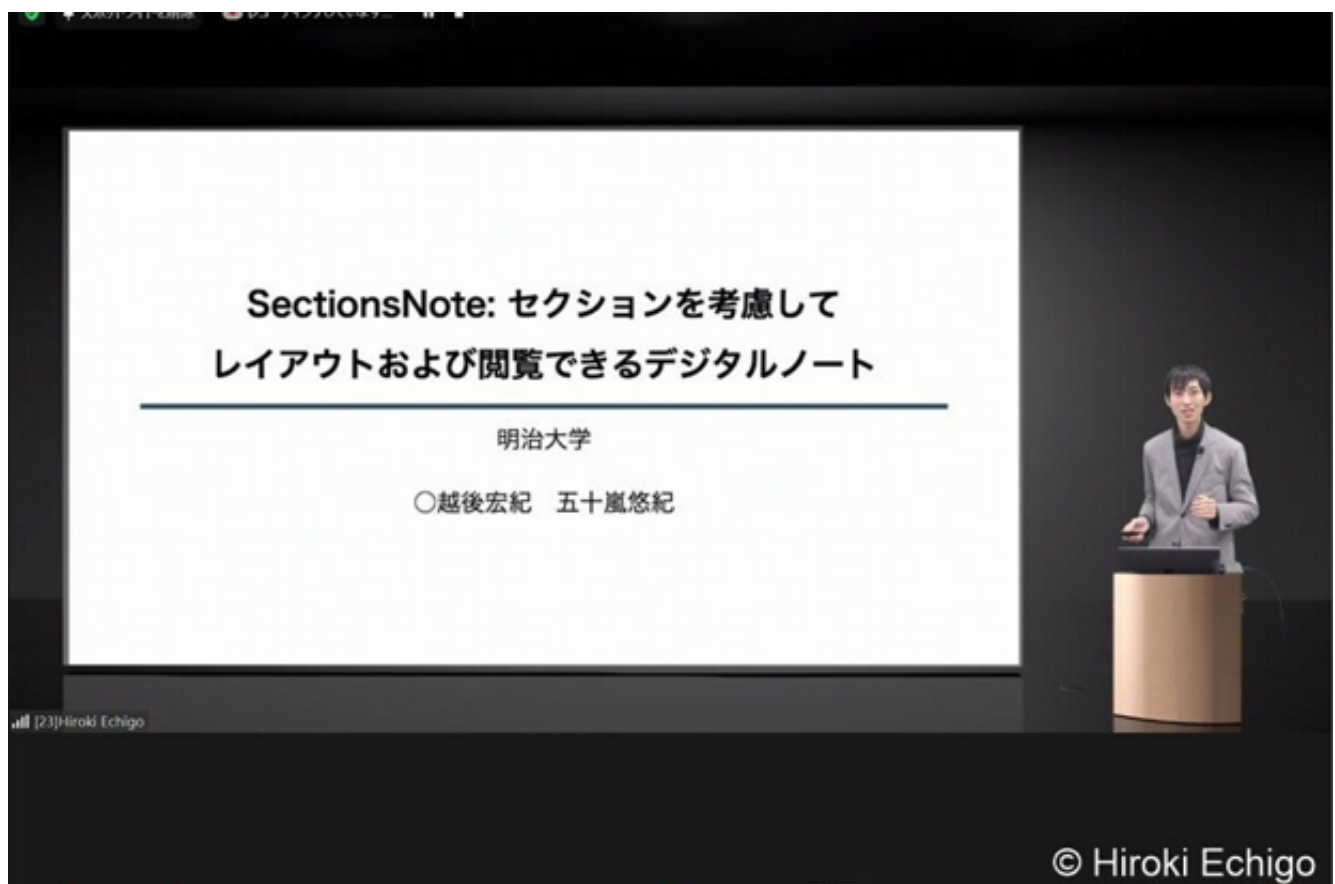 SectionsNote: セクションを考慮して
レイアウトおよび閲覧できるデジタルノート
明治大学
○越後宏紀　五十嵐悠紀
[23]Hiroki Echigo
© Hiroki Echigo